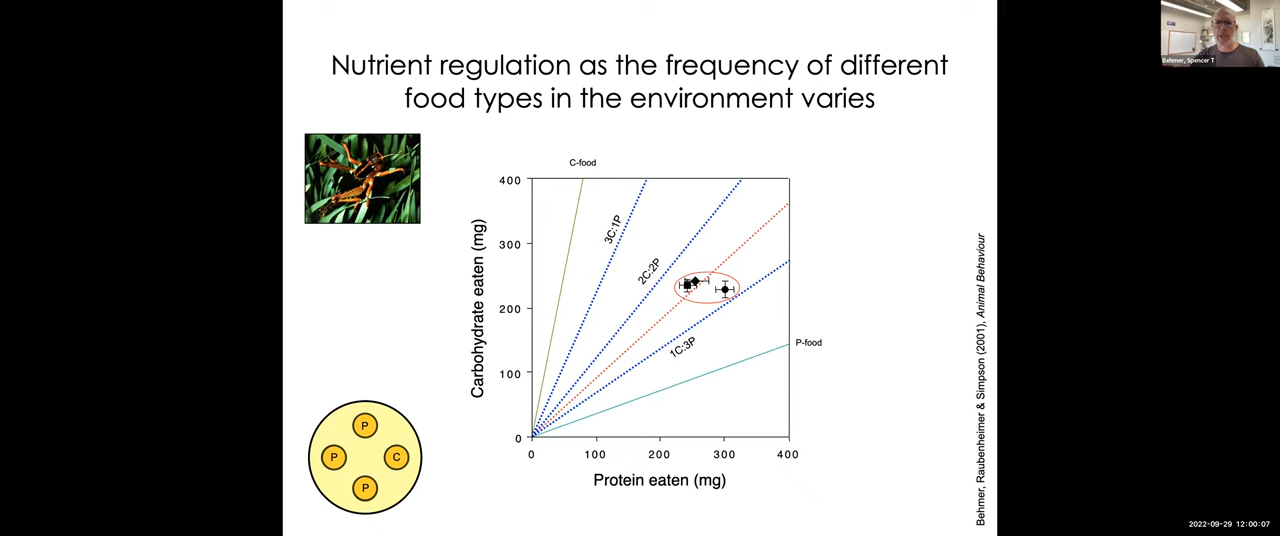 Nutrient regulation as the frequency of different
food types in the environment varies
Behmer, Spencer T
C-food
400
300
200
100
0
Carbohydrate eaten (mg)
3C:1P
2C:2P
1C:3P
P-food
0 100 200 300 400
Protein eaten (mg)
P
P C
P
Behmer, Raubenheimer & Simpson (2001), Animal Behaviour
2022-09-29 12:00:07